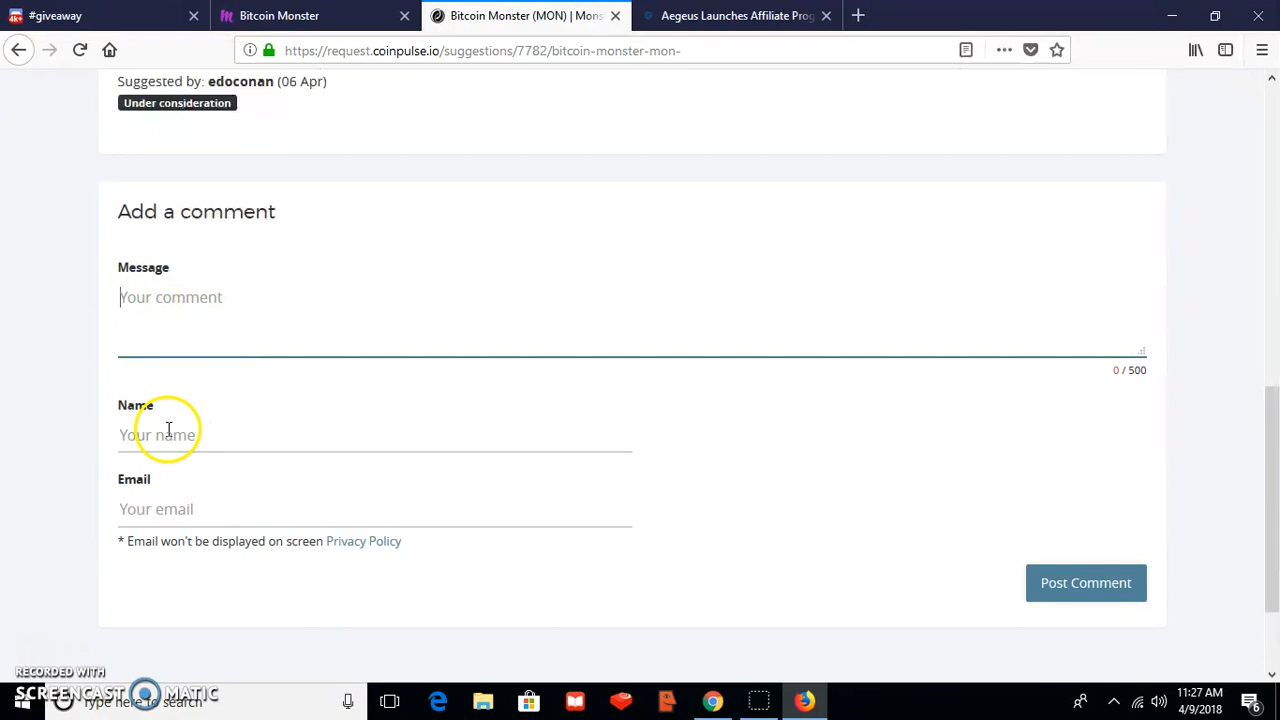 #giveaway
Bitcoin Monster
Bitcoin Monster (MON) | Mons
Aegeus Launches Affiliate Prog
https://request.coinpulse.io/suggestions/7782/bitcoin-monster-mon-
Suggested by: edoconan (06 Apr)
Under consideration
Add a comment
Message
Your comment
0 / 500
Name
Your name
Email
Your email
* Email won't be displayed on screen Privacy Policy
Post Comment
RECORDED WITH
SCREENCAST MATIC
Type here to search
11:27 AM
4/9/2018
6